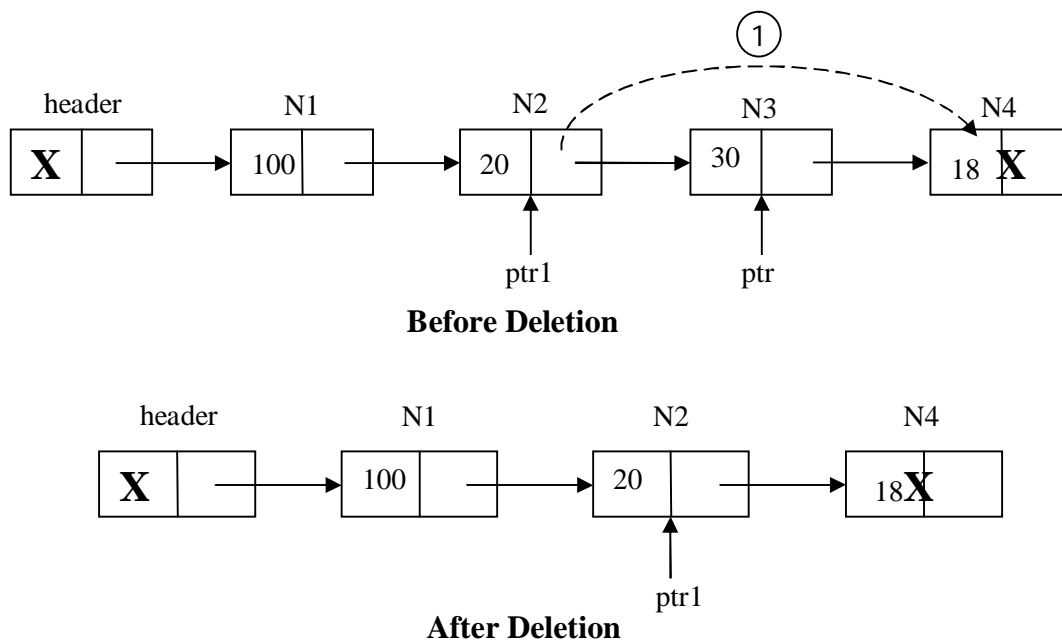 1
header N1 N2 N3 N4
X 100 20 30 18 X
ptr1 ptr
Before Deletion
header N1 N2 N4
X 100 20 18X
ptr1
After Deletion